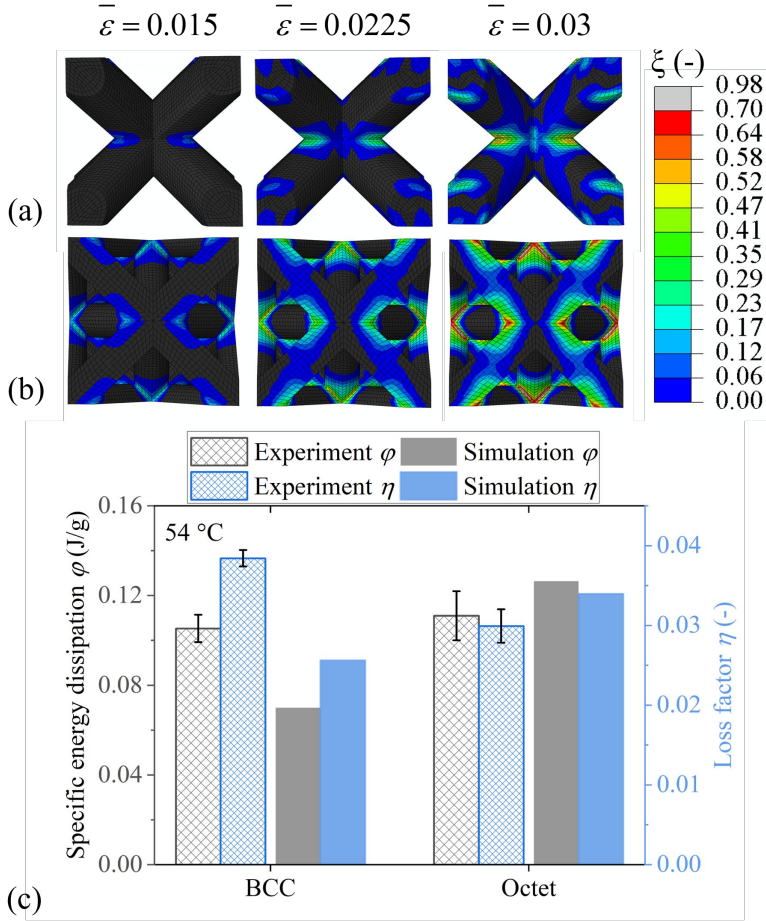 ε̅ = 0.015
ε̅ = 0.0225
ε̅ = 0.03
ξ (-)
0.98
0.70
0.64
0.58
0.52
0.47
0.41
0.35
0.29
0.23
0.17
0.12
0.06
0.00
(a)
(b)
Experiment φ
Simulation φ
Experiment η
Simulation η
54 °C
Specific energy dissipation φ (J/g)
0.16
0.12
0.08
0.04
0.00
Loss factor η (-)
0.04
0.03
0.02
0.01
0.00
BCC
Octet
(c)